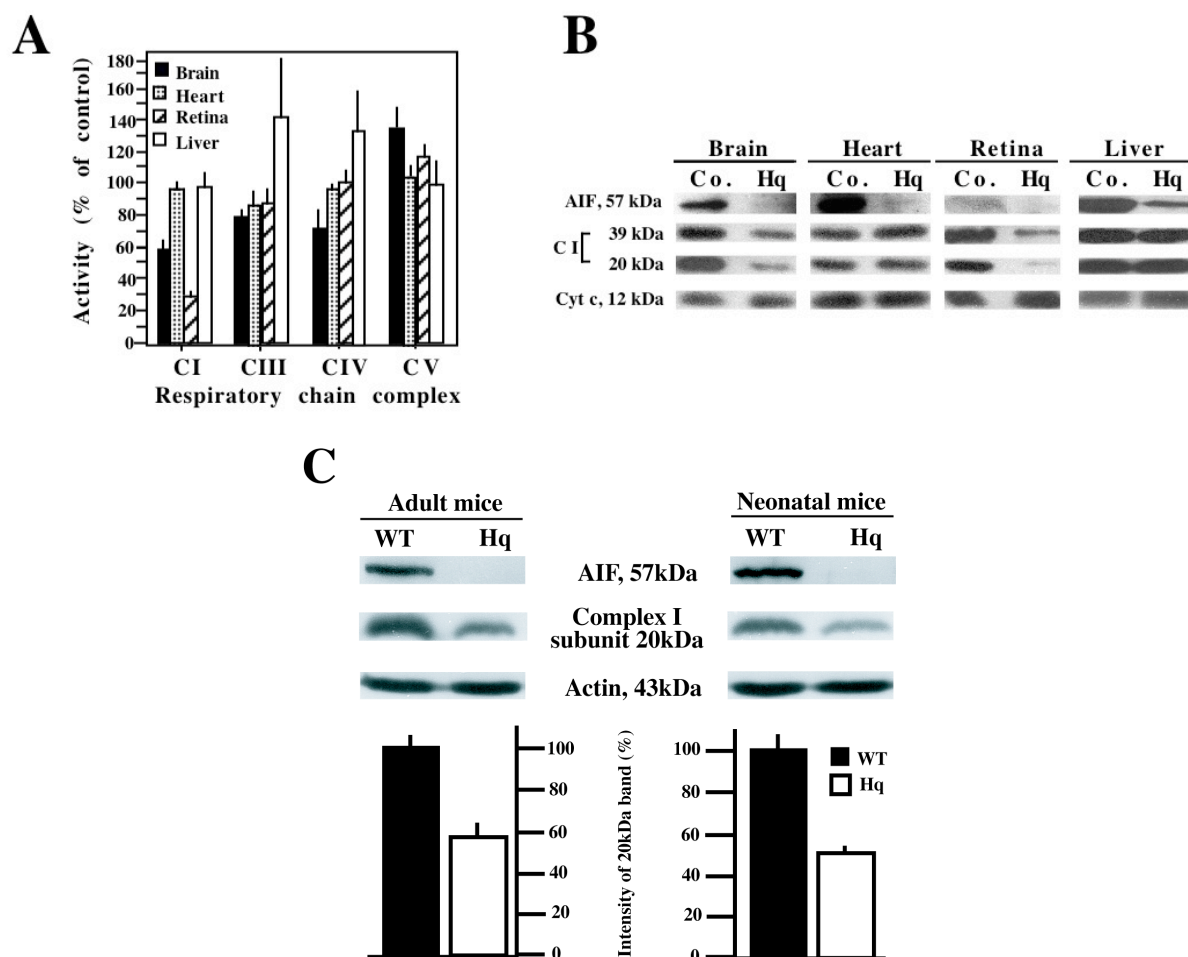 A
Activity (% of control)
180
160
140
120
100
80
60
40
20
0
Brain
Heart
Retina
Liver
CI CIII CIV CV
Respiratory chain complex
B
Brain Heart Retina Liver
Co. Hq Co. Hq Co. Hq Co. Hq
AIF, 57 kDa
C I
39 kDa
20 kDa
Cyt c, 12 kDa
C
Adult mice
WT Hq
Neonatal mice
WT Hq
AIF, 57kDa
Complex I
subunit 20kDa
Actin, 43kDa
100
80
60
40
20
0
Intensity of 20kDa band (%)
100
80
60
40
20
0
WT
Hq